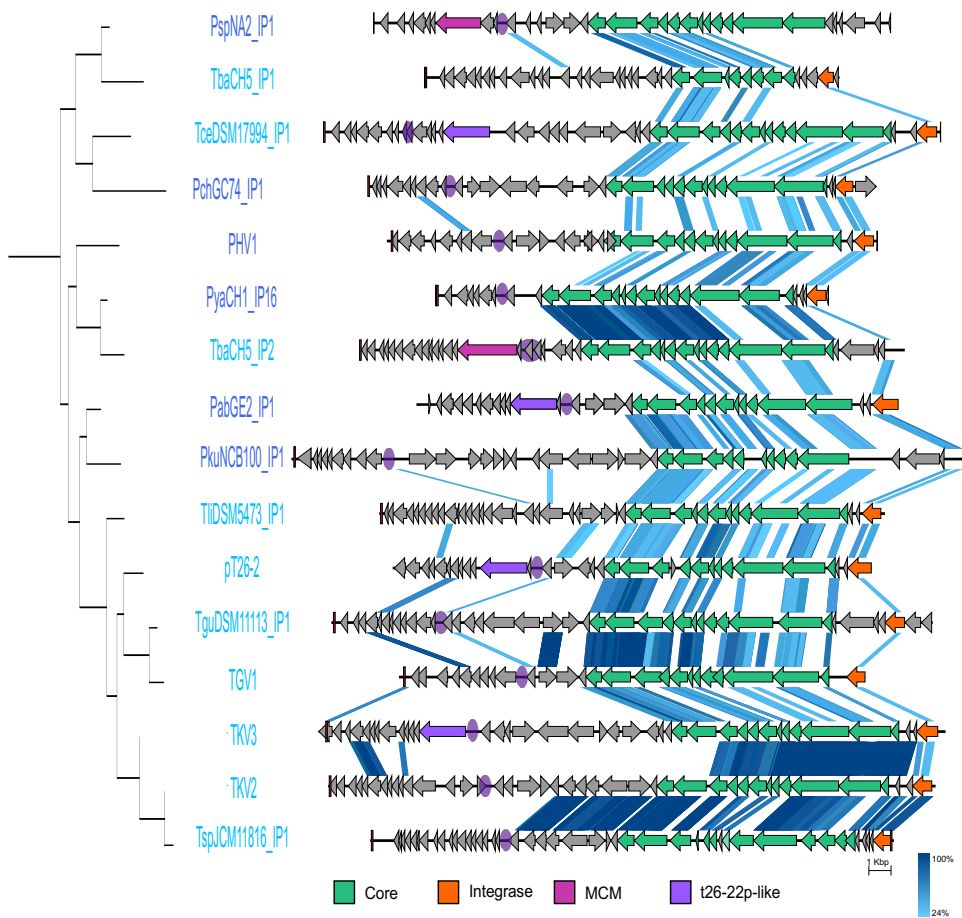 PspNA2_IP1
TbaCH5_IP1
TceDSM17994_IP1
PchGC74_IP1
PHV1
PyaCH1_IP16
TbaCH5_IP2
PabGE2_IP1
PkuNCB100_IP1
TliDSM5473_IP1
pT26-2
TguDSM11113_IP1
TGV1
TKV3
TKV2
TspJCM11816_IP1
1 Kbp
100%
24%
Core Integrase MCM t26-22p-like